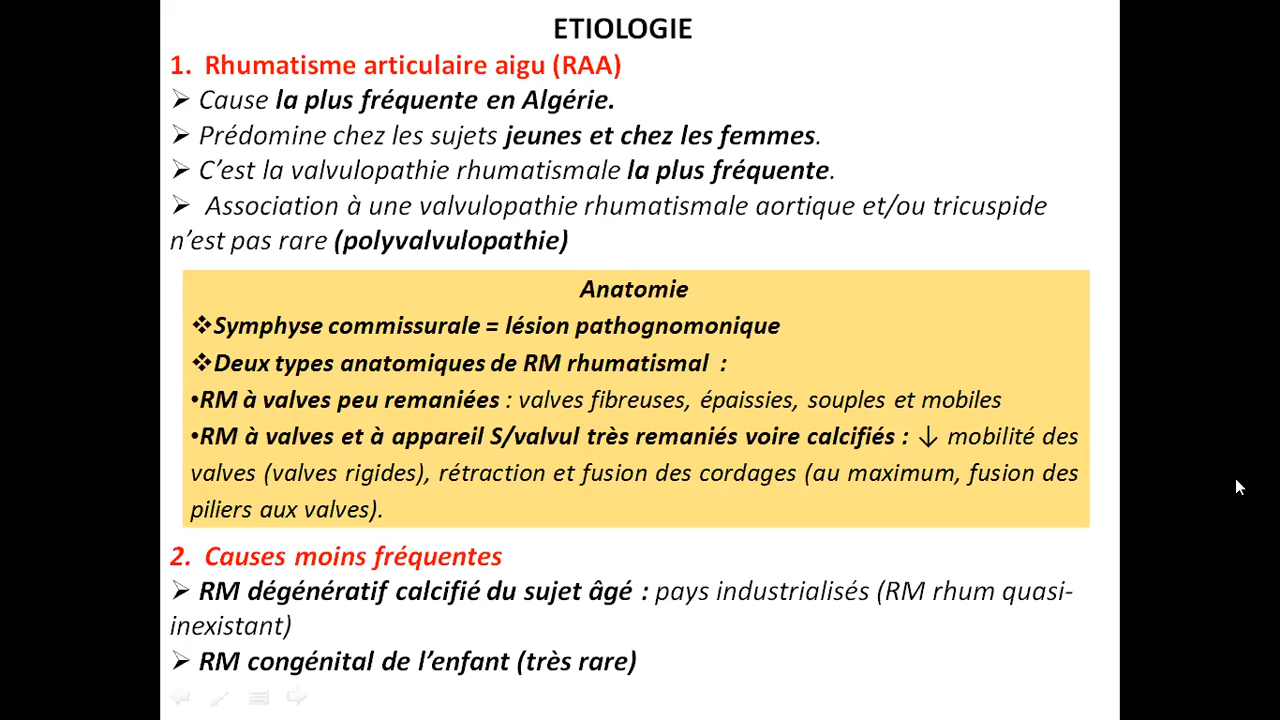 ETIOLOGIE
1. Rhumatisme articulaire aigu (RAA)
➢ Cause la plus fréquente en Algérie.
➢ Prédomine chez les sujets jeunes et chez les femmes.
➢ C’est la valvulopathie rhumatismale la plus fréquente.
➢ Association à une valvulopathie rhumatismale aortique et/ou tricuspide
n’est pas rare (polyvalvulopathie)
Anatomie
❖Symphyse commissurale = lésion pathognomonique
❖Deux types anatomiques de RM rhumatismal :
•RM à valves peu remaniées : valves fibreuses, épaissies, souples et mobiles
•RM à valves et à appareil S/valvul très remaniés voire calcifiés : ↓ mobilité des
valves (valves rigides), rétraction et fusion des cordages (au maximum, fusion des
piliers aux valves).
2. Causes moins fréquentes
➢ RM dégénératif calcifié du sujet âgé : pays industrialisés (RM rhum quasi-
inexistant)
➢ RM congénital de l’enfant (très rare)